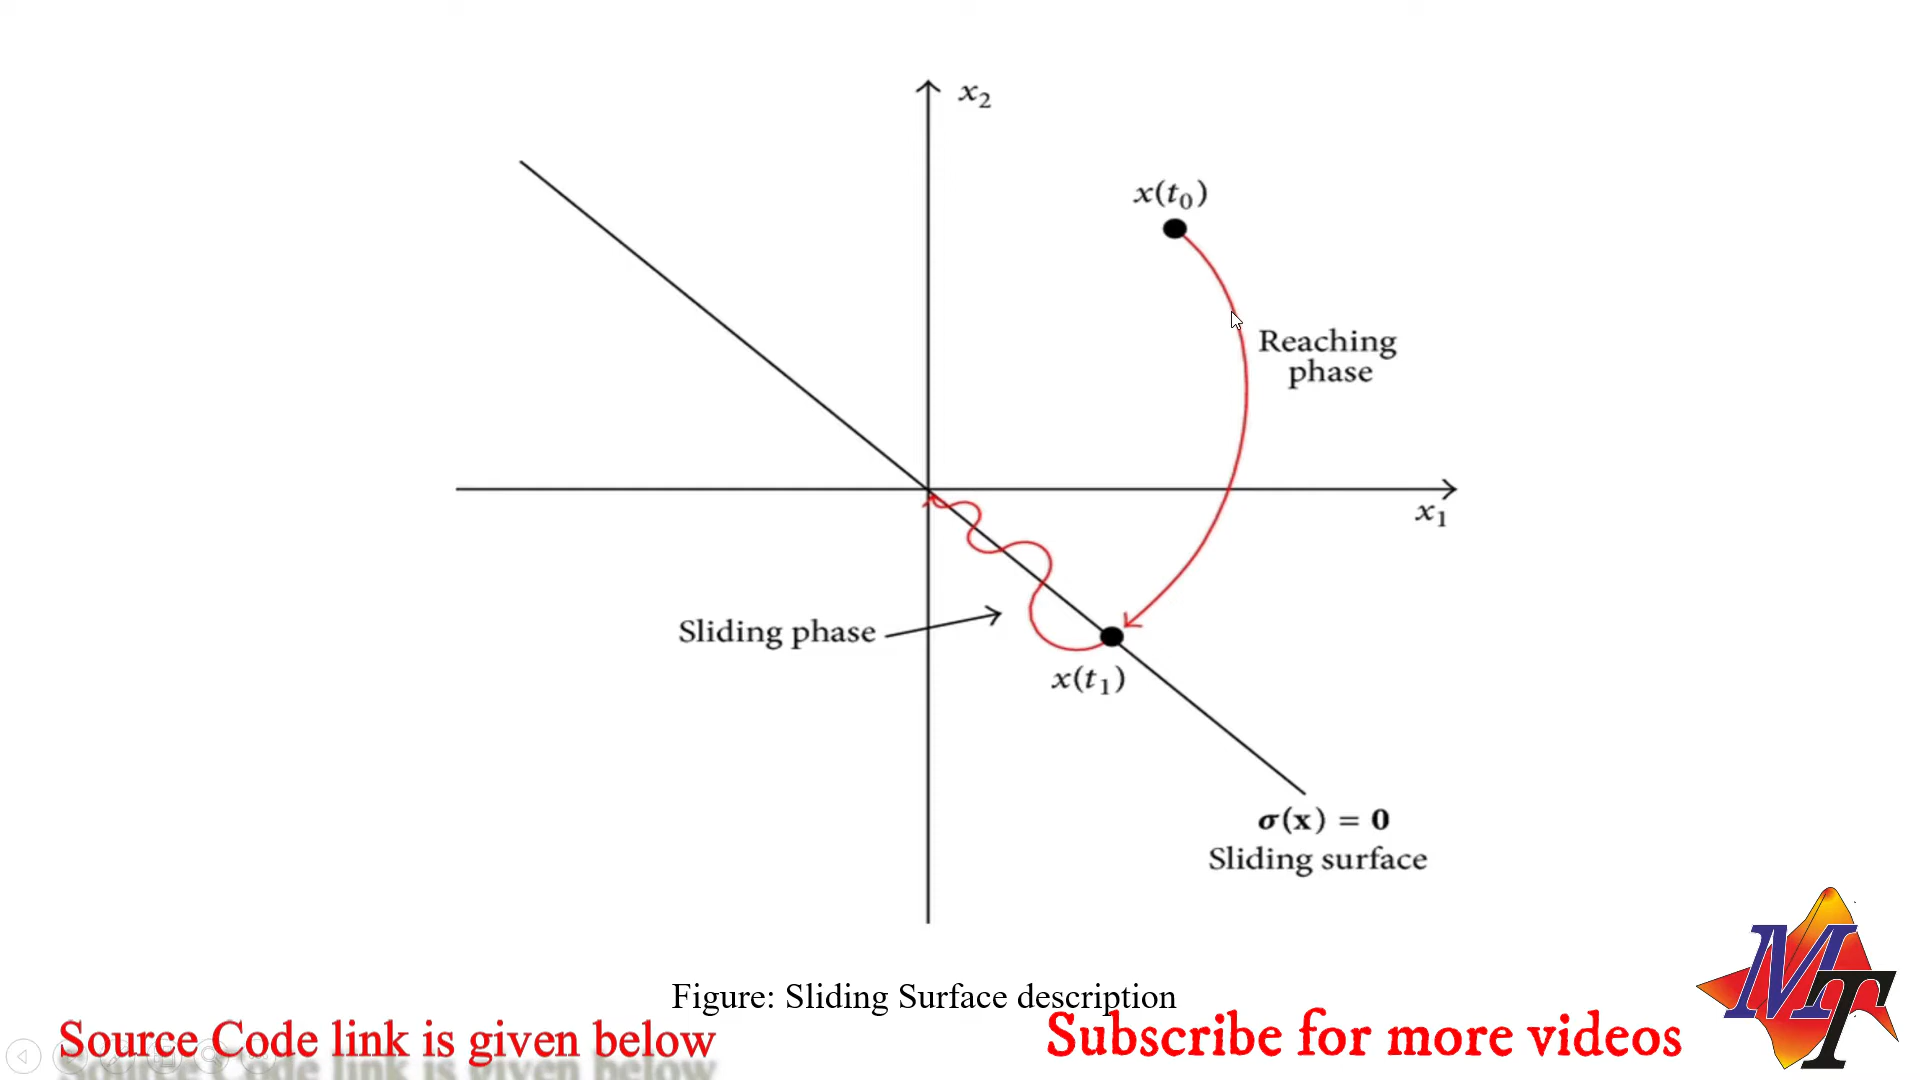 x₂
x(t₀)
Reaching
phase
x₁
Sliding phase
x(t₁)
σ(x) = 0
Sliding surface
Figure: Sliding Surface description
Source Code link is given below
Subscribe for more videos
MT